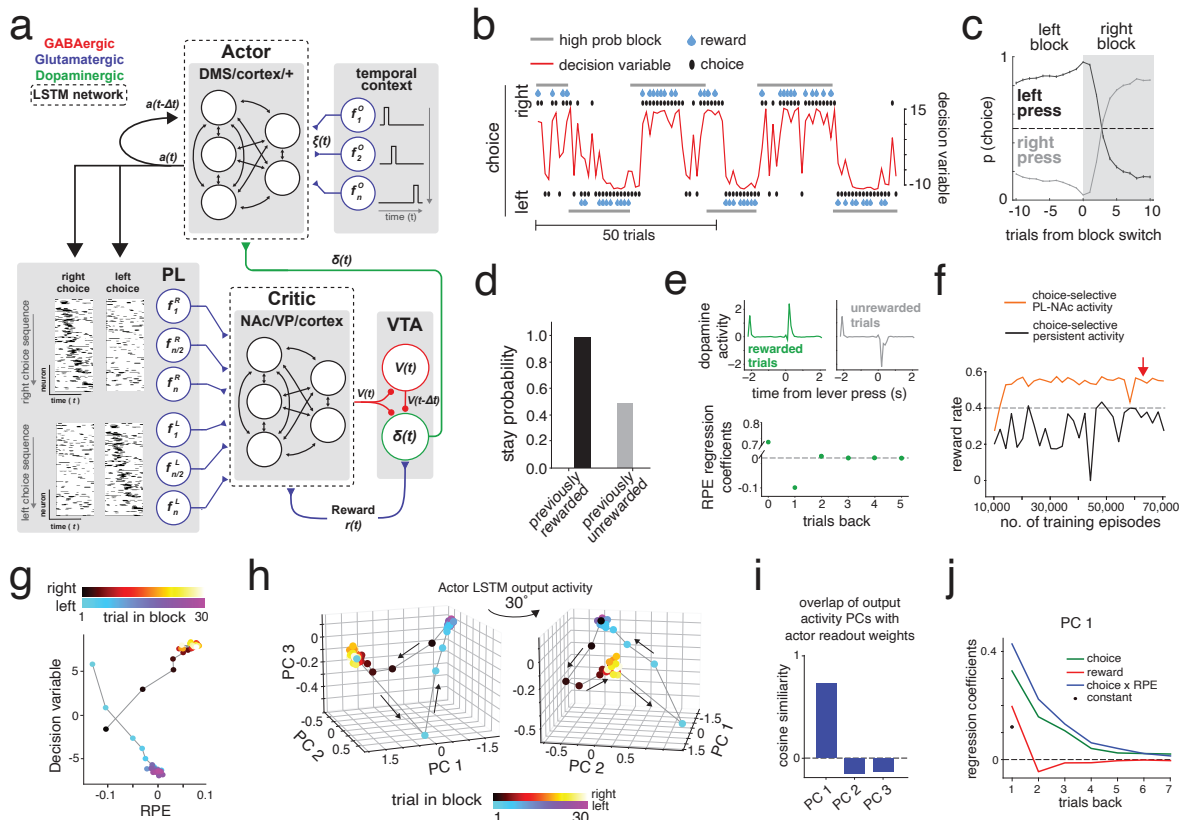 a
GABAergic
Glutamatergic
Dopaminergic
LSTM network
Actor
DMS/cortex/+
temporal
context
a(t-Δt)
a(t)
ξ(t)
f₁ᴼ
f₂ᴼ
fₙᴼ
time (t)
δ(t)
right
choice
left
choice
PL
right choice sequence
neuron
time ( t )
left choice sequence
neuron
time ( t )
f₁ᴿ
fₙ/₂ᴿ
fₙᴿ
f₁ᴸ
fₙ/₂ᴸ
fₙᴸ
Critic
NAc/VP/cortex
V(t)
VTA
V(t)
V(t-Δt)
δ(t)
Reward
r(t)
b
high prob block
reward
decision variable
choice
right
choice
left
15
-10
decision variable
50 trials
c
left
block
right
block
1
0
p (choice)
left
press
right
press
-10
-5
0
5
10
trials from block switch
d
stay probability
1.0
0.8
0.6
0.4
0.2
0.0
previously
rewarded
previously
unrewarded
e
dopamine
activity
2
0
-2
rewarded
trials
unrewarded
trials
-2 0 2
-2 0 2
time from lever press (s)
RPE regression
coefficents
0.8
0.7
0
-0.1
0 1 2 3 4 5
trials back
f
choice-selective
PL-NAc activity
choice-selective
persistent activity
reward rate
0.6
0.4
0
10,000
30,000
50,000
70,000
no. of training episodes
g
right
left
trial in block
1
30
Decision variable
5
0
-5
-0.1
0
0.1
RPE
h
Actor LSTM output activity
30°
PC 3
0
-0.2
-0.4
-0.5
0
0.5
PC 2
1.5
0
-1.5
PC 1
0
-0.2
-0.5
0
0.5
PC 2
-1.5
0
1.5
PC 1
trial in block
right
left
1
30
i
overlap of output
activity PCs with
actor readout weights
cosine similarity
1
0
PC 1
PC 2
PC 3
j
PC 1
regression coefficients
0.4
0
choice
reward
choice x RPE
constant
1 2 3 4 5 6 7
trials back